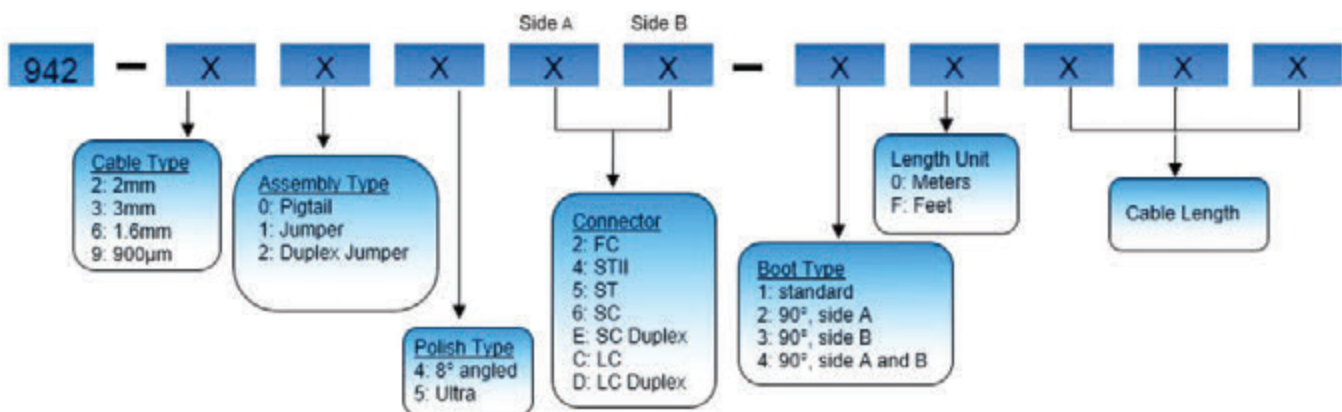 Side A Side B
942 - X X X X X - X X X X X
Cable Type
2: 2mm
3: 3mm
6: 1.6mm
9: 900µm
Assembly Type
0: Pigtail
1: Jumper
2: Duplex Jumper
Polish Type
4: 8° angled
5: Ultra
Connector
2: FC
4: STII
5: ST
6: SC
E: SC Duplex
C: LC
D: LC Duplex
Boot Type
1: standard
2: 90°, side A
3: 90°, side B
4: 90°, side A and B
Length Unit
0: Meters
F: Feet
Cable Length